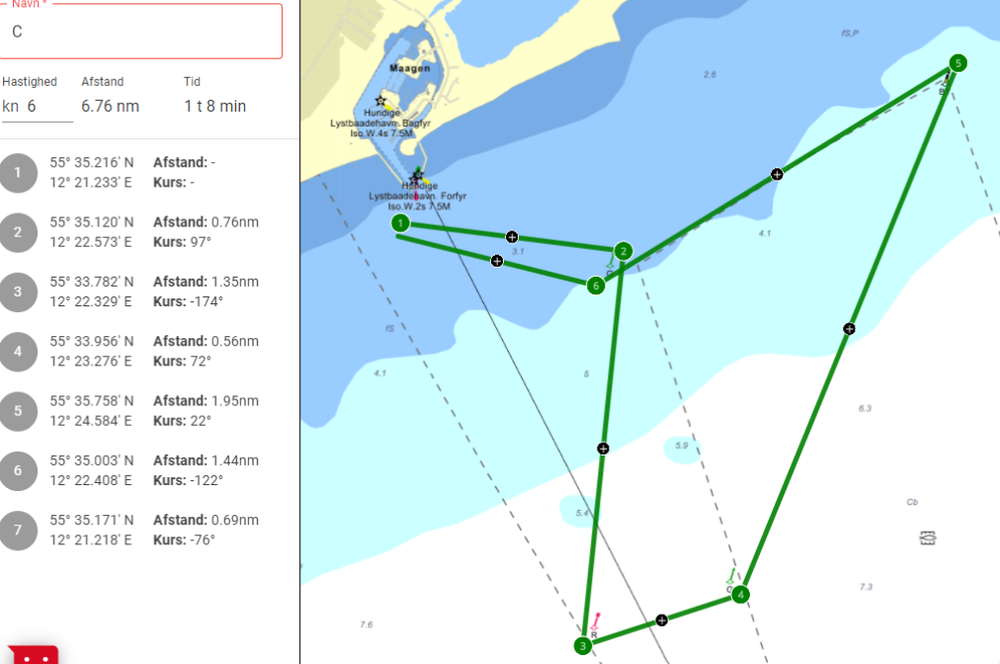 Navn *
C
Hastighed Afstand Tid
kn 6 6.76 nm 1 t 8 min
1
55° 35.216' N Afstand: -
12° 21.233' E Kurs: -
2
55° 35.120' N Afstand: 0.76nm
12° 22.573' E Kurs: 97°
3
55° 33.782' N Afstand: 1.35nm
12° 22.329' E Kurs: -174°
4
55° 33.956' N Afstand: 0.56nm
12° 23.276' E Kurs: 72°
5
55° 35.758' N Afstand: 1.95nm
12° 24.584' E Kurs: 22°
6
55° 35.003' N Afstand: 1.44nm
12° 22.408' E Kurs: -122°
7
55° 35.171' N Afstand: 0.69nm
12° 21.218' E Kurs: -76°
Maagen
Hundige
Lystbaadehavn. Bagfyr
Iso.W.4s 7.5M
Hundige
Lystbaadehavn. Forfyr
Iso.W.2s 7.5M
fS,P
2.6
5
B
1
3.1
2
G
6
4.1
fS
4.1
5
6.3
5.9
5.4
Cb
7.3
G
4
7.6
R
3